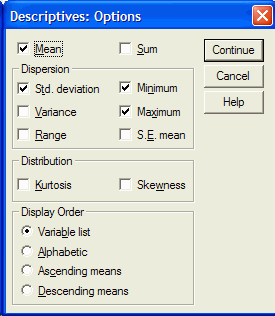 Descriptives: Options
Mean Sum Continue
Dispersion Cancel
Std. deviation Minimum
Variance Maximum Help
Range S.E. mean
Distribution
Kurtosis Skewness
Display Order
Variable list
Alphabetic
Ascending means
Descending means